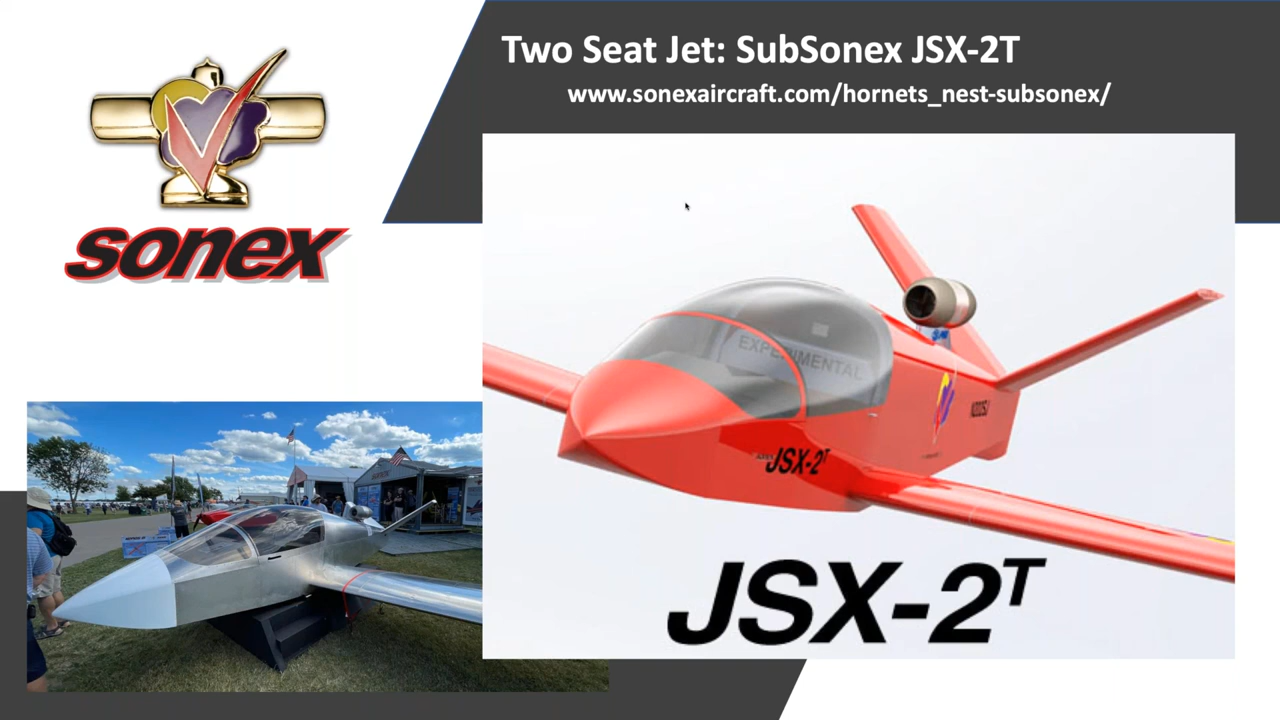 Two Seat Jet: SubSonex JSX-2T
www.sonexaircraft.com/hornets_nest-subsonex/
sonex
EXPERIMENTAL
JSX-2T
JSX-2T